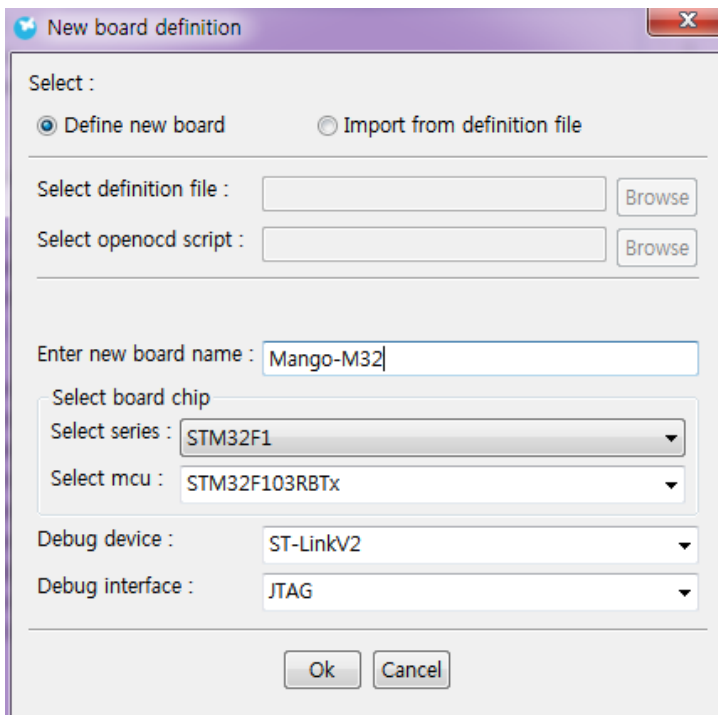 New board definition
Select :
Define new board Import from definition file
Select definition file : Browse
Select openocd script : Browse
Enter new board name : Mango-M32
Select board chip
Select series : STM32F1
Select mcu : STM32F103RBTx
Debug device : ST-LinkV2
Debug interface : JTAG
Ok Cancel